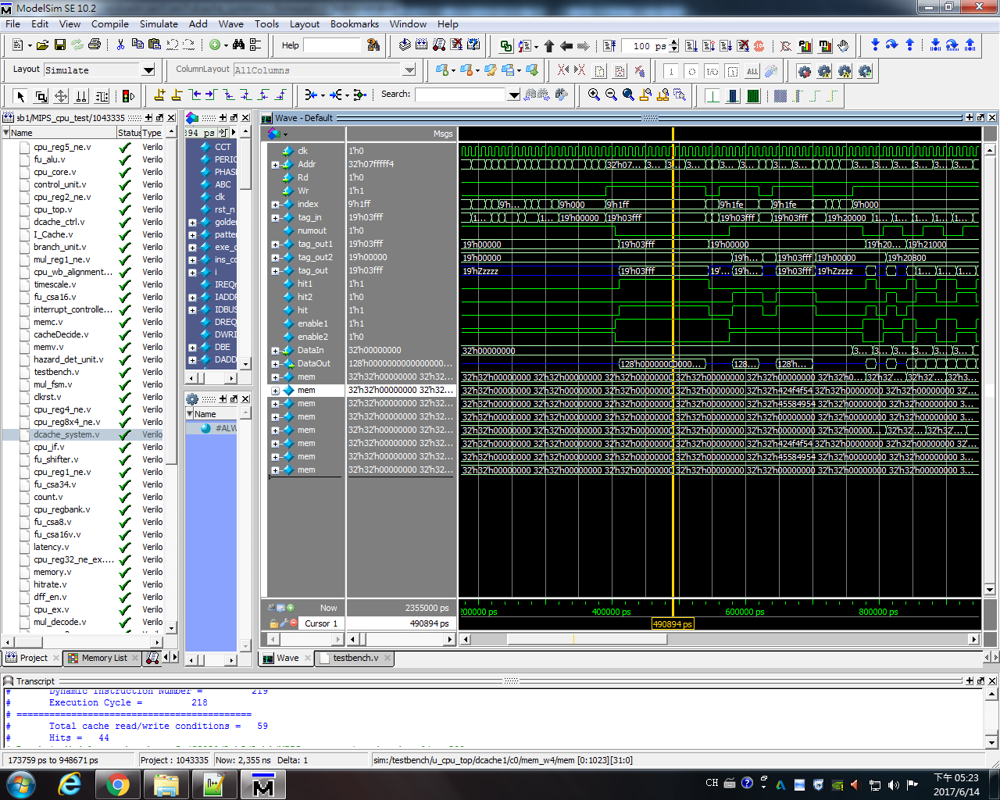 ModelSim SE 10.2
File Edit View Compile Simulate Add Wave Tools Layout Bookmarks Window Help
Help
100 ps
Layout Simulate
ColumnLayout AllColumns
Search:
ab1/MIPS_cpu_test/1043335
Name Status Type
cpu_reg5_ne.v Verilo
fu_alu.v Verilo
cpu_core.v Verilo
control_unit.v Verilo
cpu_reg2_ne.v Verilo
cpu_top.v Verilo
dcache_ctrl.v Verilo
I_Cache.v Verilo
branch_unit.v Verilo
mul_reg1_ne.v Verilo
cpu_wb_alignment... Verilo
timescale.v Verilo
fu_csa16.v Verilo
interrupt_controlle... Verilo
memc.v Verilo
cacheDecide.v Verilo
memv.v Verilo
hazard_det_unit.v Verilo
testbench.v Verilo
mul_fsm.v Verilo
clkrst.v Verilo
cpu_reg4_ne.v Verilo
cpu_reg8x4_ne.v Verilo
dcache_system.v Verilo
cpu_if.v Verilo
fu_shifter.v Verilo
cpu_reg1_ne.v Verilo
fu_csa34.v Verilo
count.v Verilo
cpu_regbank.v Verilo
fu_csa8.v Verilo
fu_csa16v.v Verilo
latency.v Verilo
cpu_reg32_ne_ex.... Verilo
memory.v Verilo
hitrate.v Verilo
dff_en.v Verilo
cpu_ex.v Verilo
mul_decode.v Verilo
Project Memory List
394 ps
CCT
PERIO
PHASE
ABC
clk
rst_n
golden
patter
exe_c
ins_co
i
IREQn
IADDR
IDBUS
DREQ
DWRI
DBE
DADD
Name
#ALW
Wave - Default
Msgs
clk 1'h0
Addr 32'h07fffff4 32'h07... 3... 3... 3... 3... 3... 3... 3... 3... 3... 3...
Rd 1'h0
Wr 1'h1
index 9'h1ff 9'h... 9'h000 9'h1ff 9'h1fe 9'h1fe 9'h000
tag_in 19'h03fff 1... 1... 19'h00000 19'h03fff 19'h03fff 19'h03fff 19'h20000 1... 1... 1... 1...
numout 1'h0
tag_out1 19'h03fff 19'h00000 19'h03fff 19'h00000 19'h20... 19'h21000
tag_out2 19'h00000 19'h00000 19'h... 19'h03fff 19'h00000 19'h20800
tag_out 19'h03fff 19'hZzzzz 19'h03fff 19'... 19'h... 19'h03fff 19'hZzzzz 1... 1... 1...
hit1 1'h1
hit2 1'h0
hit 1'h1
enable1 1'h1
enable2 1'h0
DataIn 32'h00000000 32'h00000000 3... 3... 3... 3... 3... 3...
DataOut 128'h0000000000000000... 128'h00000000000... 128... 128'h...
mem 32'h32'h00000000 32'h32... 32'h32'h00000000 32'h32'h00000000 32'h32'h00000000 32'h32'h00000000 32'h32'h00000000 32'h32'h0... 32'h32'... 32'h32'... 32'h3...
mem 32'h32'h00000000 32'h32... 32'h32'h00000000 32'h32'h00000000 32'h32'h00000000 32'h32'h00000000 32'h32'h424f4f54 32'h32'h00000000 32'...
mem 32'h32'h00000000 32'h32... 32'h32'h00000000 32'h32'h00000000 32'h32'h00000000 32'h32'h00000000 32'h32'h45584954 32'h32'h00000000 3...
mem 32'h32'h00000000 32'h32... 32'h32'h00000000 32'h32'h00000000 32'h32'h00000000 32'h32'h00000000 32'h32'h00000000 32'h32'h00000000 3...
mem 32'h32'h00000000 32'h32... 32'h32'h00000000 32'h32'h00000000 32'h32'h00000000 32'h32'h00000000 32'h32'h00000000 32'h32'h00000... 32'h32'... 32'h32'...
mem 32'h32'h00000000 32'h32... 32'h32'h00000000 32'h32'h00000000 32'h32'h00000000 32'h32'h00000000 32'h32'h424f4f54 32'h32'h00000000 3...
mem 32'h32'h00000000 32'h32... 32'h32'h00000000 32'h32'h00000000 32'h32'h00000000 32'h32'h00000000 32'h32'h45584954 32'h32'h00000000 3...
mem 32'h32'h00000000 32'h32... 32'h32'h00000000 32'h32'h00000000 32'h32'h00000000 32'h32'h00000000 32'h32'h00000000 32'h32'h00000000 3...
Now 2355000 ps 200000 ps 400000 ps 600000 ps 800000 ps
Cursor 1 490894 ps 490894 ps
Wave testbench.v
Transcript
# Dynamic Instruction Number = 219
# Execution Cycle = 218
# ==========================================
# Total cache read/write conditions = 59
# Hits = 44
173759 ps to 948671 ps Project : 1043335 Now: 2,355 ns Delta: 1 sim:/testbench/u_cpu_top/dcache1/c0/mem_w4/mem [0:1023][31:0]
CH
下午 05:23
2017/6/14